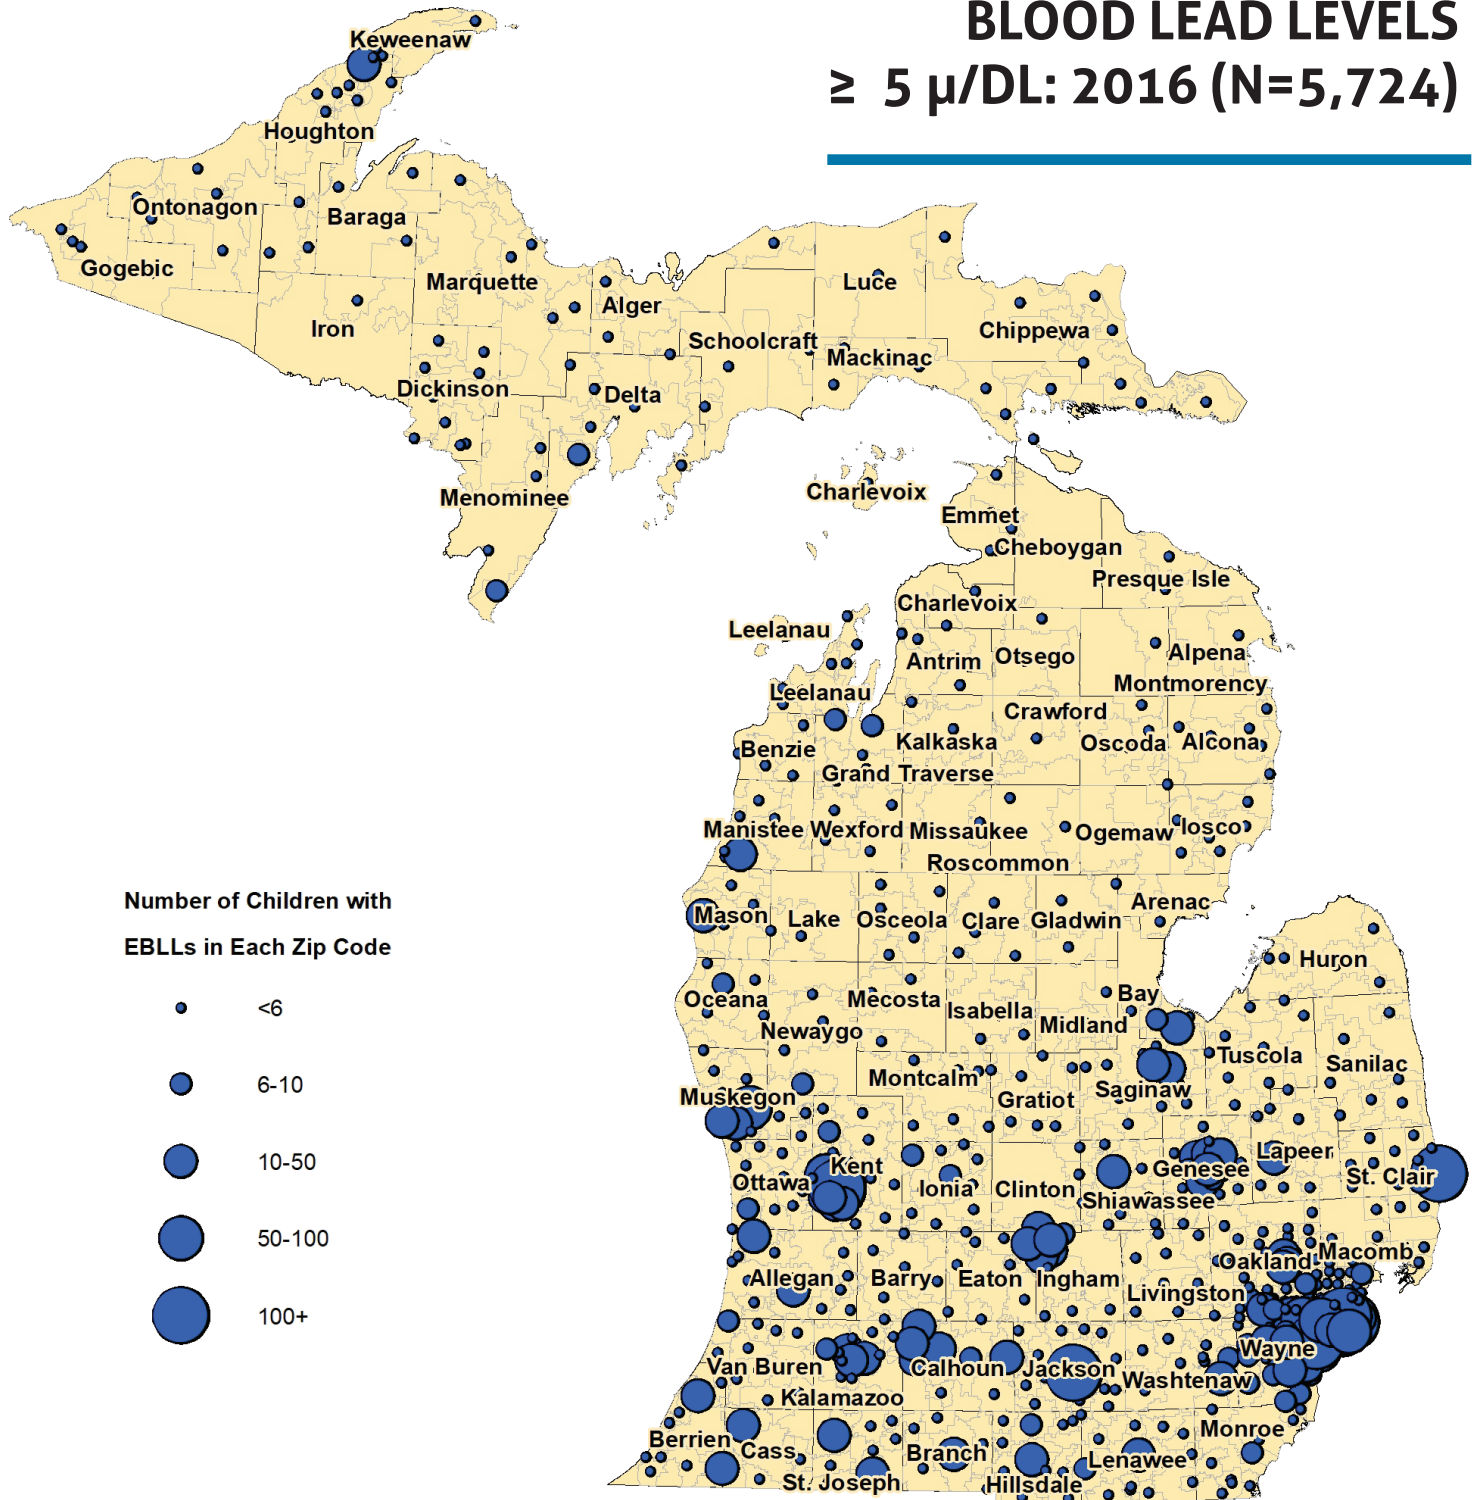 BLOOD LEAD LEVELS
≥ 5 µ/DL: 2016 (N=5,724)
Keweenaw
Houghton
Ontonagon
Baraga
Gogebic
Marquette
Luce
Alger
Iron
Chippewa
Schoolcraft
Mackinac
Dickinson
Delta
Menominee
Charlevoix
Emmet
Cheboygan
Presque Isle
Charlevoix
Leelanau
Antrim
Otsego
Alpena
Montmorency
Leelanau
Crawford
Kalkaska
Oscoda
Alcona
Benzie
Grand Traverse
Manistee
Wexford
Missaukee
Ogemaw
Iosco
Roscommon
Arenac
Mason
Lake
Osceola
Clare
Gladwin
Huron
Oceana
Mecosta
Bay
Isabella
Midland
Newaygo
Tuscola
Sanilac
Montcalm
Saginaw
Muskegon
Gratiot
Lapeer
Kent
Genesee
St. Clair
Ottawa
Ionia
Clinton
Shiawassee
Oakland
Macomb
Allegan
Barry
Eaton
Ingham
Livingston
Wayne
Van Buren
Calhoun
Jackson
Washtenaw
Kalamazoo
Monroe
Berrien
Cass
Branch
Lenawee
St. Joseph
Hillsdale
Number of Children with
EBLLs in Each Zip Code
<6
6-10
10-50
50-100
100+